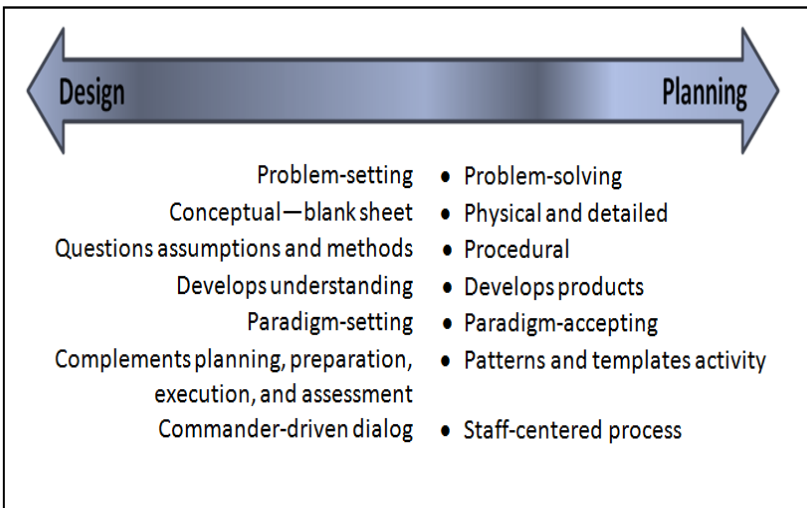 Design Planning
Problem-setting • Problem-solving
Conceptual—blank sheet • Physical and detailed
Questions assumptions and methods • Procedural
Develops understanding • Develops products
Paradigm-setting • Paradigm-accepting
Complements planning, preparation, • Patterns and templates activity
execution, and assessment
Commander-driven dialog • Staff-centered process